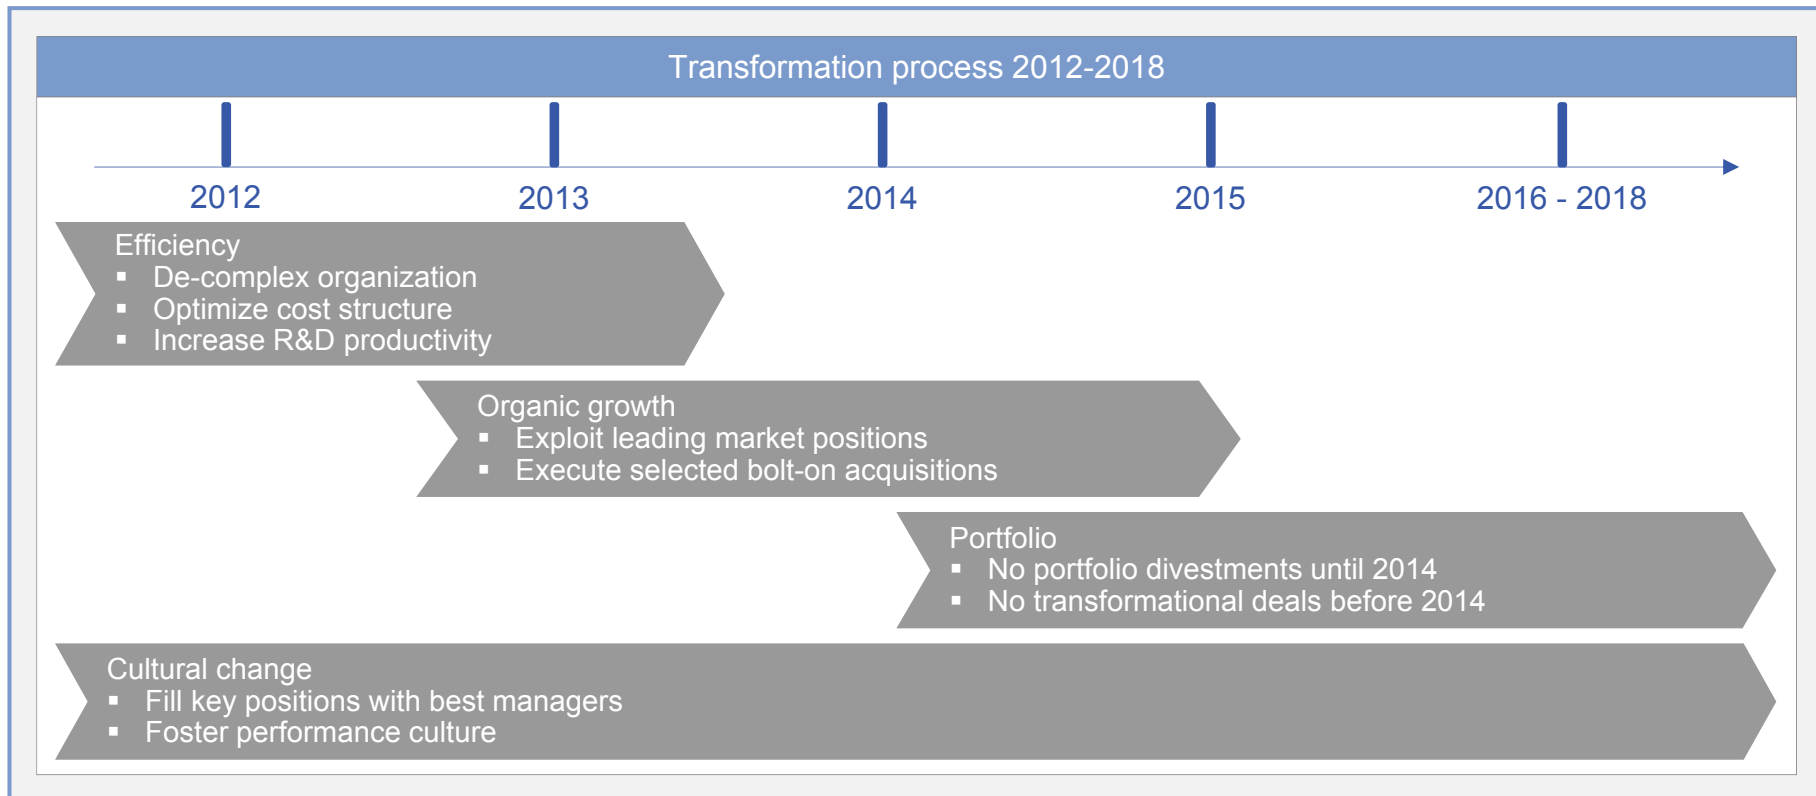 Transformation process 2012-2018
2012
2013
2014
2015
2016 - 2018
Efficiency
▪ De-complex organization
▪ Optimize cost structure
▪ Increase R&D productivity
Organic growth
▪ Exploit leading market positions
▪ Execute selected bolt-on acquisitions
Portfolio
▪ No portfolio divestments until 2014
▪ No transformational deals before 2014
Cultural change
▪ Fill key positions with best managers
▪ Foster performance culture